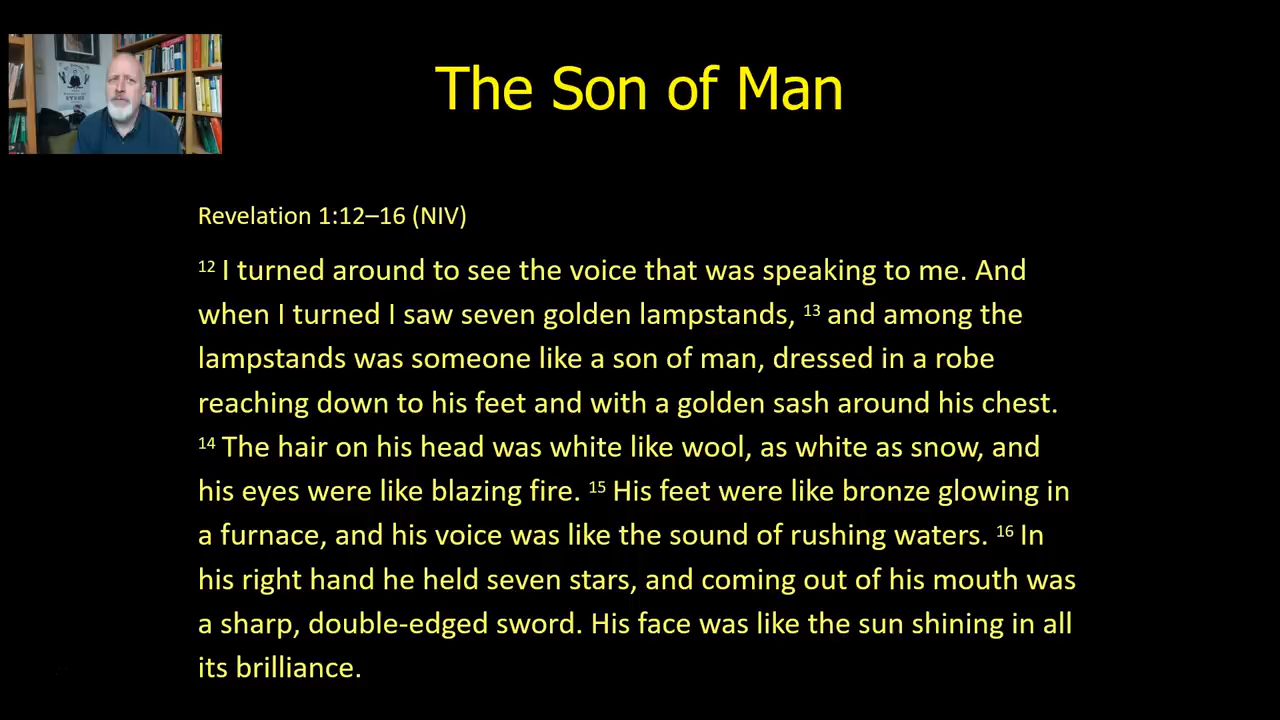 The Son of Man
Revelation 1:12–16 (NIV)
12 I turned around to see the voice that was speaking to me. And
when I turned I saw seven golden lampstands, 13 and among the
lampstands was someone like a son of man, dressed in a robe
reaching down to his feet and with a golden sash around his chest.
14 The hair on his head was white like wool, as white as snow, and
his eyes were like blazing fire. 15 His feet were like bronze glowing in
a furnace, and his voice was like the sound of rushing waters. 16 In
his right hand he held seven stars, and coming out of his mouth was
a sharp, double-edged sword. His face was like the sun shining in all
its brilliance.